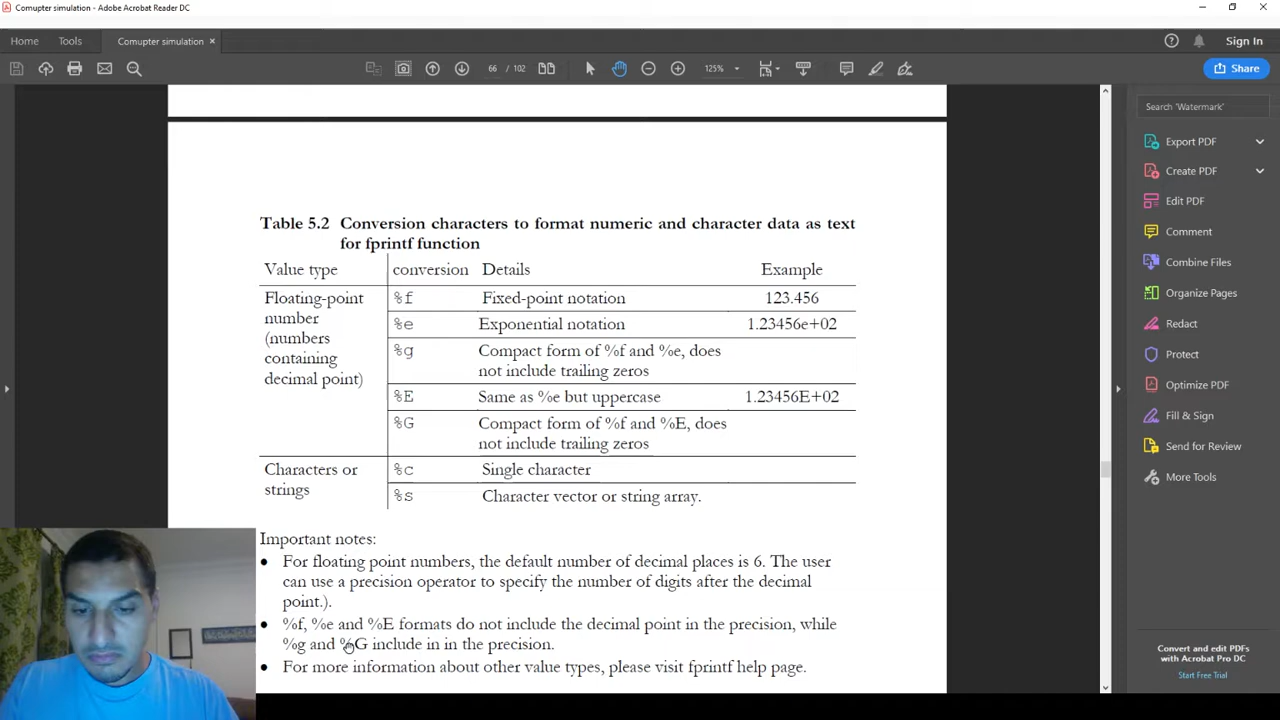 Comupter simulation - Adobe Acrobat Reader DC
Home
Tools
Comupter simulation ×
Sign In
66 / 102
125%
Share
Table 5.2 Conversion characters to format numeric and character data as text
for fprintf function
Value type conversion Details Example
Floating-point
number
(numbers
containing
decimal point)
%f Fixed-point notation 123.456
%e Exponential notation 1.23456e+02
%g Compact form of %f and %e, does
not include trailing zeros
%E Same as %e but uppercase 1.23456E+02
%G Compact form of %f and %E, does
not include trailing zeros
Characters or
strings
%c Single character
%s Character vector or string array.
Important notes:
● For floating point numbers, the default number of decimal places is 6. The user
can use a precision operator to specify the number of digits after the decimal
point.).
● %f, %e and %E formats do not include the decimal point in the precision, while
%g and %G include in in the precision.
● For more information about other value types, please visit fprintf help page.
Search 'Watermark'
Export PDF
Create PDF
Edit PDF
Comment
Combine Files
Organize Pages
Redact
Protect
Optimize PDF
Fill & Sign
Send for Review
More Tools
Convert and edit PDFs
with Acrobat Pro DC
Start Free Trial